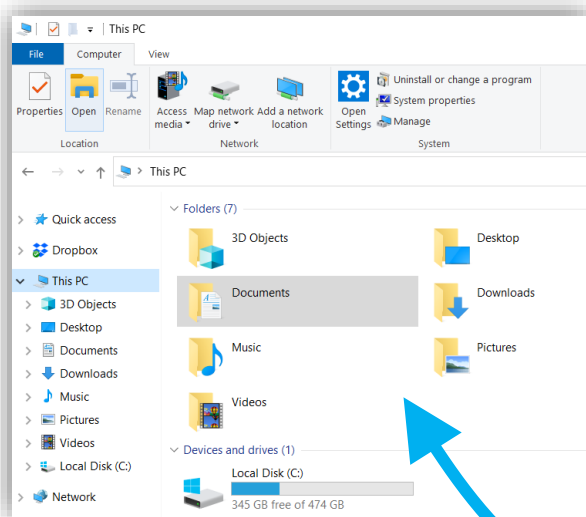 This PC
File Computer View
Properties Open Rename
Access media Map network drive Add a network location
Open Settings
Uninstall or change a program
System properties
Manage
Location Network System
This PC
Quick access
Dropbox
This PC
3D Objects
Desktop
Documents
Downloads
Music
Pictures
Videos
Local Disk (C:)
Network
Folders (7)
3D Objects Desktop
Documents Downloads
Music Pictures
Videos
Devices and drives (1)
Local Disk (C:)
345 GB free of 474 GB